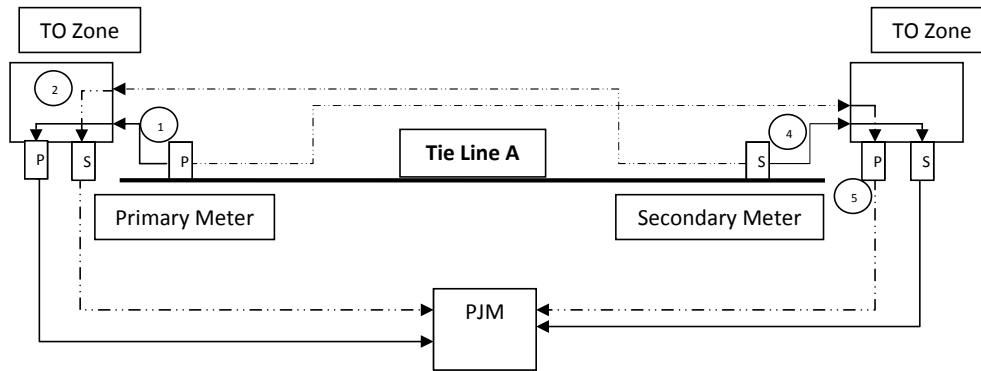 TO Zone
TO Zone
2
1
4
P
S
P
Tie Line A
S
P
S
5
Primary Meter
Secondary Meter
PJM